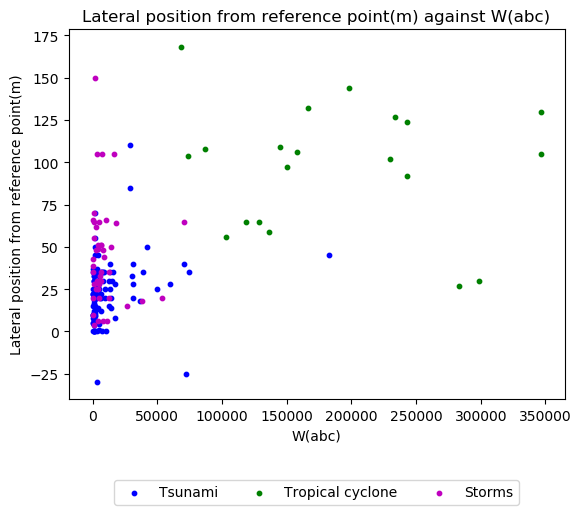 Lateral position from reference point(m) against W(abc)
175
150
125
100
75
50
25
0
−25
Lateral position from reference point(m)
0 50000 100000 150000 200000 250000 300000 350000
W(abc)
Tsunami Tropical cyclone Storms